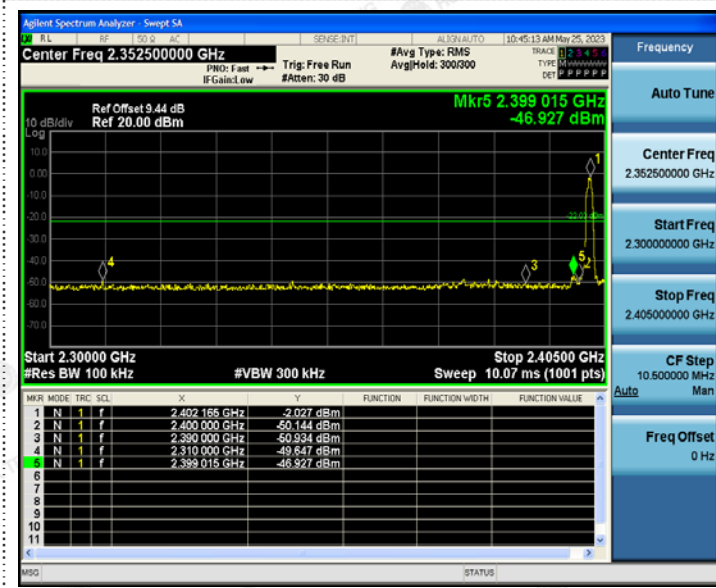 Agilent Spectrum Analyzer - Swept SA
RL RF 50 Ω AC SENSE:INT ALIGNAUTO 10:45:13 AM May 25, 2023
Center Freq 2.352500000 GHz
PNO: Fast
IFGain:Low
Trig: Free Run
#Atten: 30 dB
#Avg Type: RMS
Avg|Hold: 300/300
TRACE 1 2 3 4 5 6
TYPE M
DET P P P P P P
Ref Offset 9.44 dB
10 dB/div Ref 20.00 dBm
Log
Mkr5 2.399 015 GHz
-46.927 dBm
10.0
0.00
-10.0
-20.0
-30.0
-40.0
-50.0
-60.0
-70.0
1
4
3
5
2
Start 2.30000 GHz
#Res BW 100 kHz
#VBW 300 kHz
Stop 2.40500 GHz
Sweep 10.07 ms (1001 pts)
MKR MODE TRC SCL X Y FUNCTION FUNCTION WIDTH FUNCTION VALUE
1 N 1 f 2.402 165 GHz -2.027 dBm
2 N 1 f 2.400 000 GHz -50.144 dBm
3 N 1 f 2.390 000 GHz -50.934 dBm
4 N 1 f 2.310 000 GHz -49.647 dBm
5 N 1 f 2.399 015 GHz -46.927 dBm
6
7
8
9
10
11
MSG STATUS
Frequency
Auto Tune
Center Freq
2.352500000 GHz
Start Freq
2.300000000 GHz
Stop Freq
2.405000000 GHz
CF Step
10.500000 MHz
Auto Man
Freq Offset
0 Hz